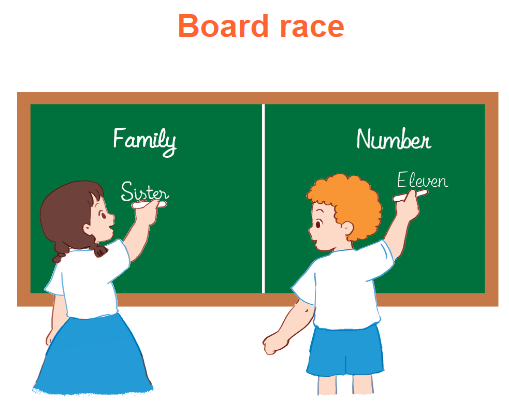 Board race
Family
Sister
Number
Eleven